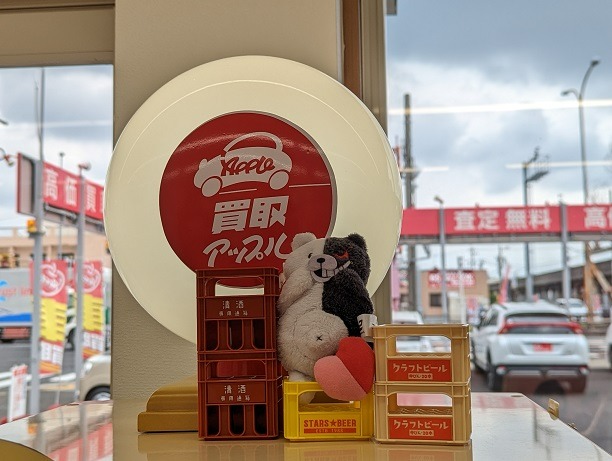 Apple
買取
アップル
高価買
査定無料
高
清酒
清酒
STARS★BEER
クラフトビール
クラフトビール